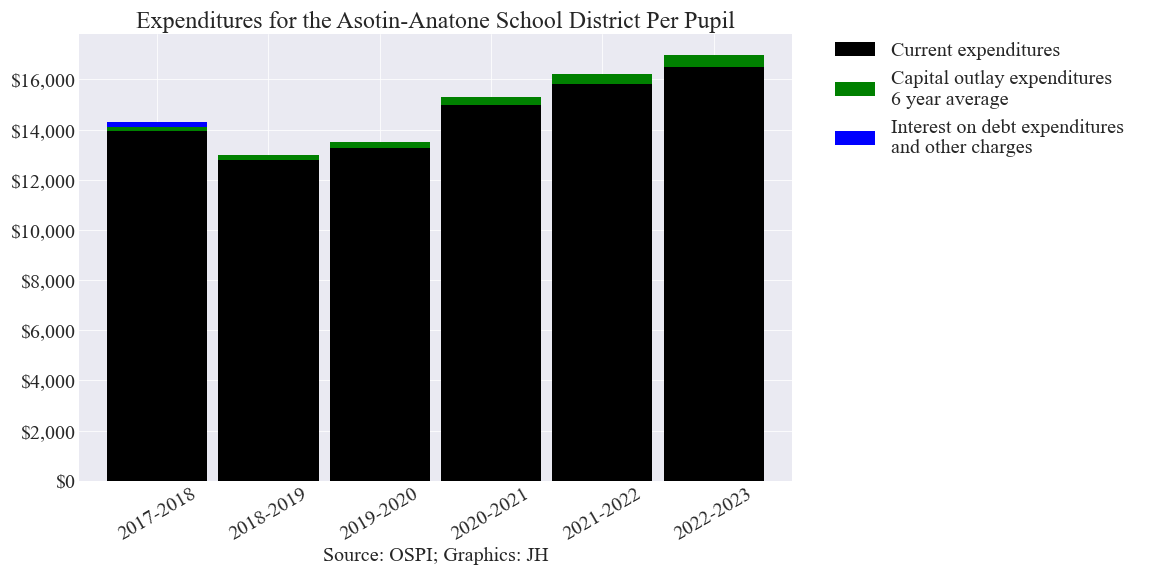 Expenditures for the Asotin-Anatone School District Per Pupil
$16,000
$14,000
$12,000
$10,000
$8,000
$6,000
$4,000
$2,000
$0
2017-2018
2018-2019
2019-2020
2020-2021
2021-2022
2022-2023
Source: OSPI; Graphics: JH
Current expenditures
Capital outlay expenditures
6 year average
Interest on debt expenditures
and other charges